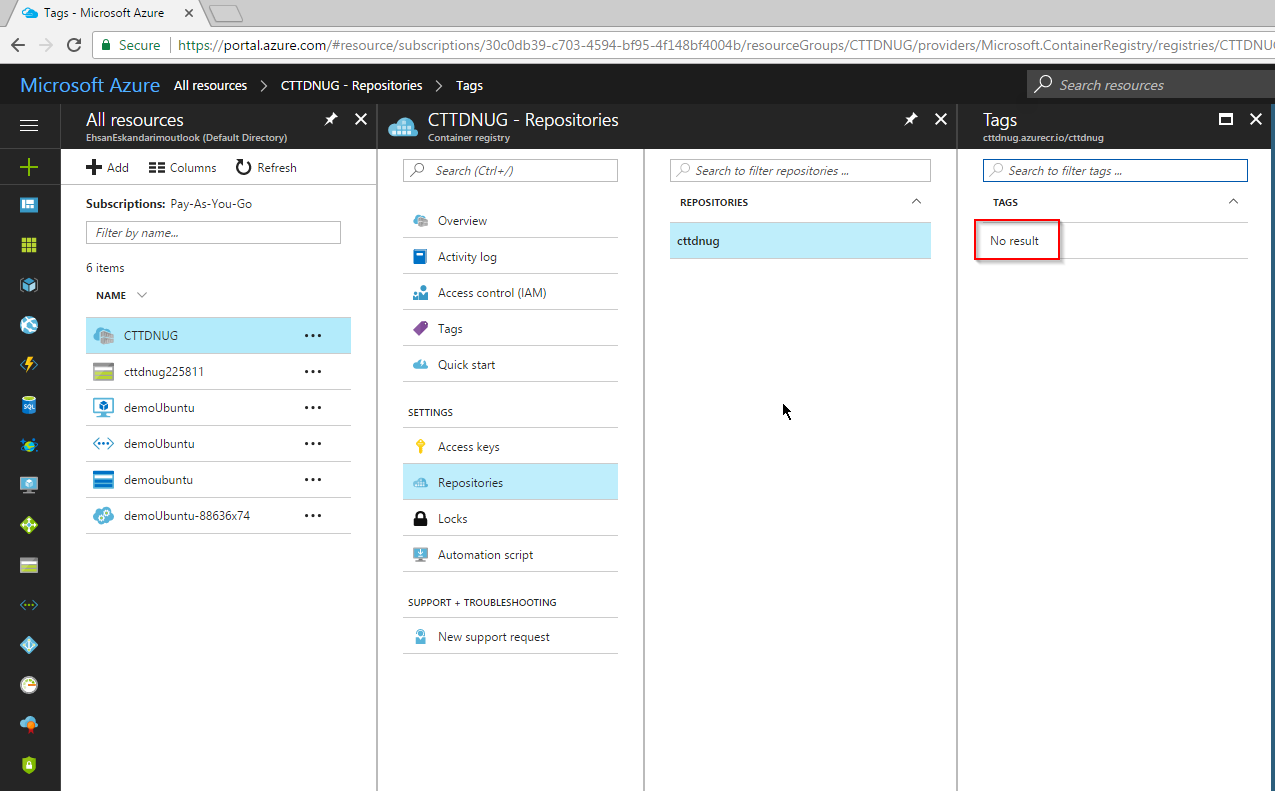 Tags - Microsoft Azure
Secure
https://portal.azure.com/#resource/subscriptions/30c0db39-c703-4594-bf95-4f148bf4004b/resourceGroups/CTTDNUG/providers/Microsoft.ContainerRegistry/registries/CTTDNUG
Microsoft Azure
All resources
CTTDNUG - Repositories
Tags
Search resources
All resources
EhsanEskandarimoutlook (Default Directory)
Add
Columns
Refresh
Subscriptions: Pay-As-You-Go
Filter by name...
6 items
NAME
CTTDNUG
cttdnug225811
demoUbuntu
demoUbuntu
demoubuntu
demoUbuntu-88636x74
CTTDNUG - Repositories
Container registry
Search (Ctrl+/)
Overview
Activity log
Access control (IAM)
Tags
Quick start
SETTINGS
Access keys
Repositories
Locks
Automation script
SUPPORT + TROUBLESHOOTING
New support request
Search to filter repositories ...
REPOSITORIES
cttdnug
Tags
cttdnug.azurecr.io/cttdnug
Search to filter tags ...
TAGS
No result
SQL